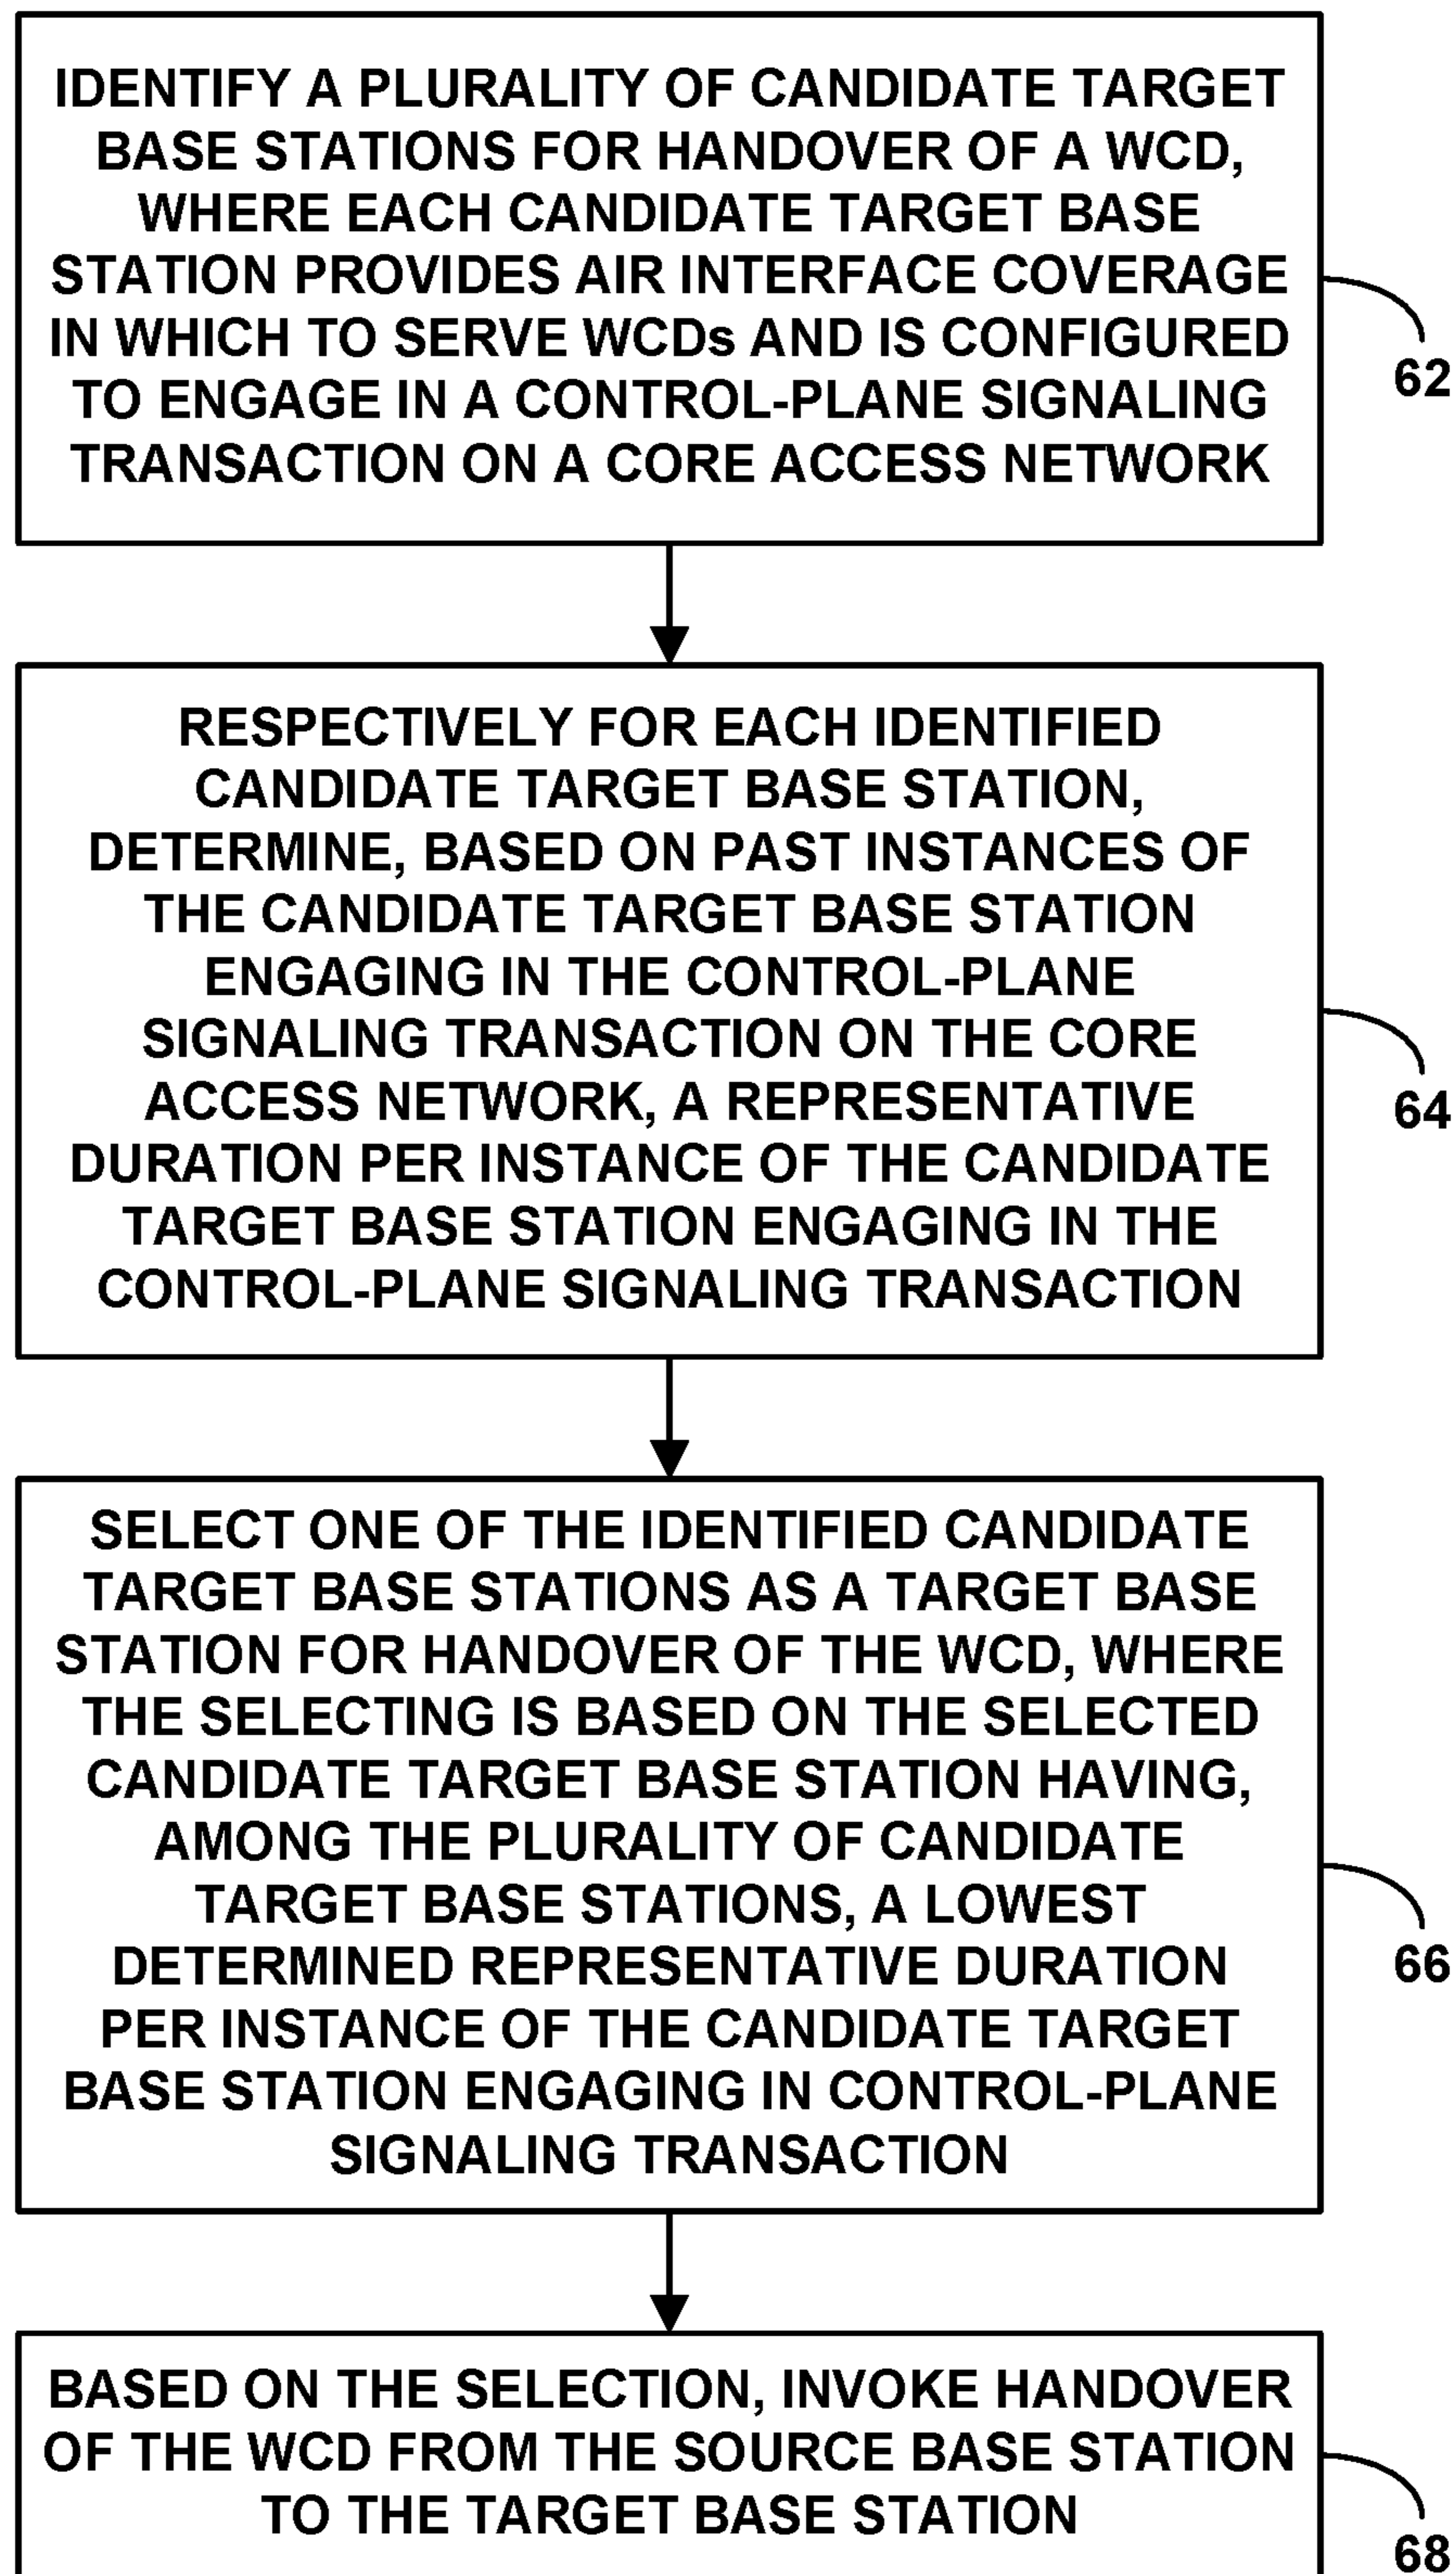 IDENTIFY A PLURALITY OF CANDIDATE TARGET
BASE STATIONS FOR HANDOVER OF A WCD,
WHERE EACH CANDIDATE TARGET BASE
STATION PROVIDES AIR INTERFACE COVERAGE
IN WHICH TO SERVE WCDs AND IS CONFIGURED
TO ENGAGE IN A CONTROL-PLANE SIGNALING
TRANSACTION ON A CORE ACCESS NETWORK
62
RESPECTIVELY FOR EACH IDENTIFIED
CANDIDATE TARGET BASE STATION,
DETERMINE, BASED ON PAST INSTANCES OF
THE CANDIDATE TARGET BASE STATION
ENGAGING IN THE CONTROL-PLANE
SIGNALING TRANSACTION ON THE CORE
ACCESS NETWORK, A REPRESENTATIVE
DURATION PER INSTANCE OF THE CANDIDATE
TARGET BASE STATION ENGAGING IN THE
CONTROL-PLANE SIGNALING TRANSACTION
64
SELECT ONE OF THE IDENTIFIED CANDIDATE
TARGET BASE STATIONS AS A TARGET BASE
STATION FOR HANDOVER OF THE WCD, WHERE
THE SELECTING IS BASED ON THE SELECTED
CANDIDATE TARGET BASE STATION HAVING,
AMONG THE PLURALITY OF CANDIDATE
TARGET BASE STATIONS, A LOWEST
DETERMINED REPRESENTATIVE DURATION
PER INSTANCE OF THE CANDIDATE TARGET
BASE STATION ENGAGING IN CONTROL-PLANE
SIGNALING TRANSACTION
66
BASED ON THE SELECTION, INVOKE HANDOVER
OF THE WCD FROM THE SOURCE BASE STATION
TO THE TARGET BASE STATION
68